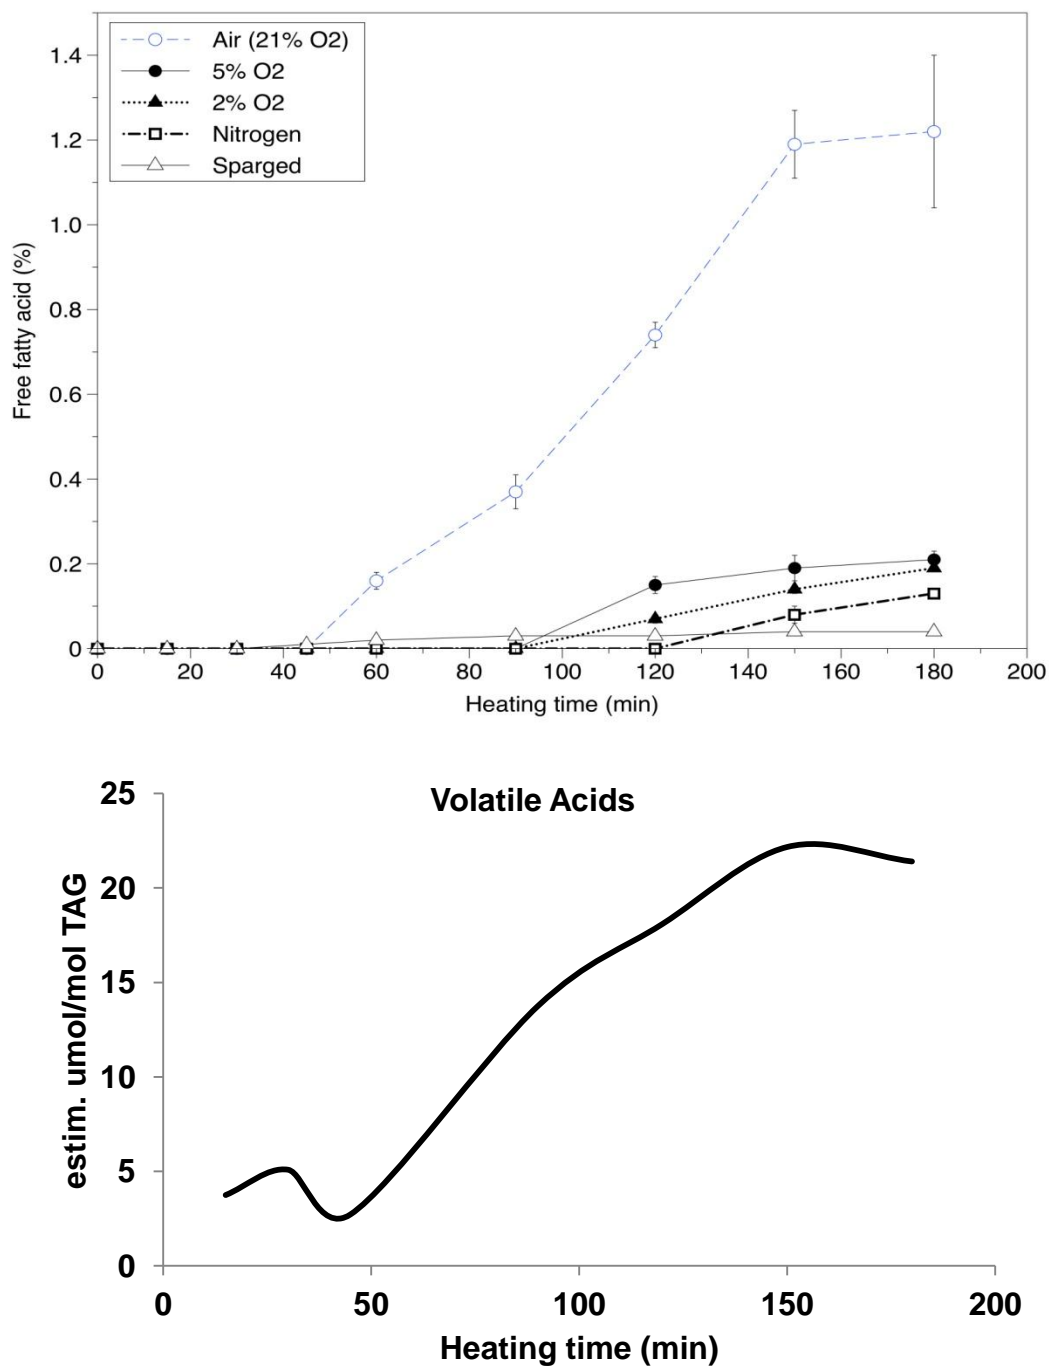 Air (21% O2)
5% O2
2% O2
Nitrogen
Sparged
1.4
1.2
1.0
0.8
0.6
0.4
0.2
0
Free fatty acid (%)
0 20 40 60 80 100 120 140 160 180 200
Heating time (min)
Volatile Acids
25
20
15
10
5
0
estim. umol/mol TAG
0 50 100 150 200
Heating time (min)